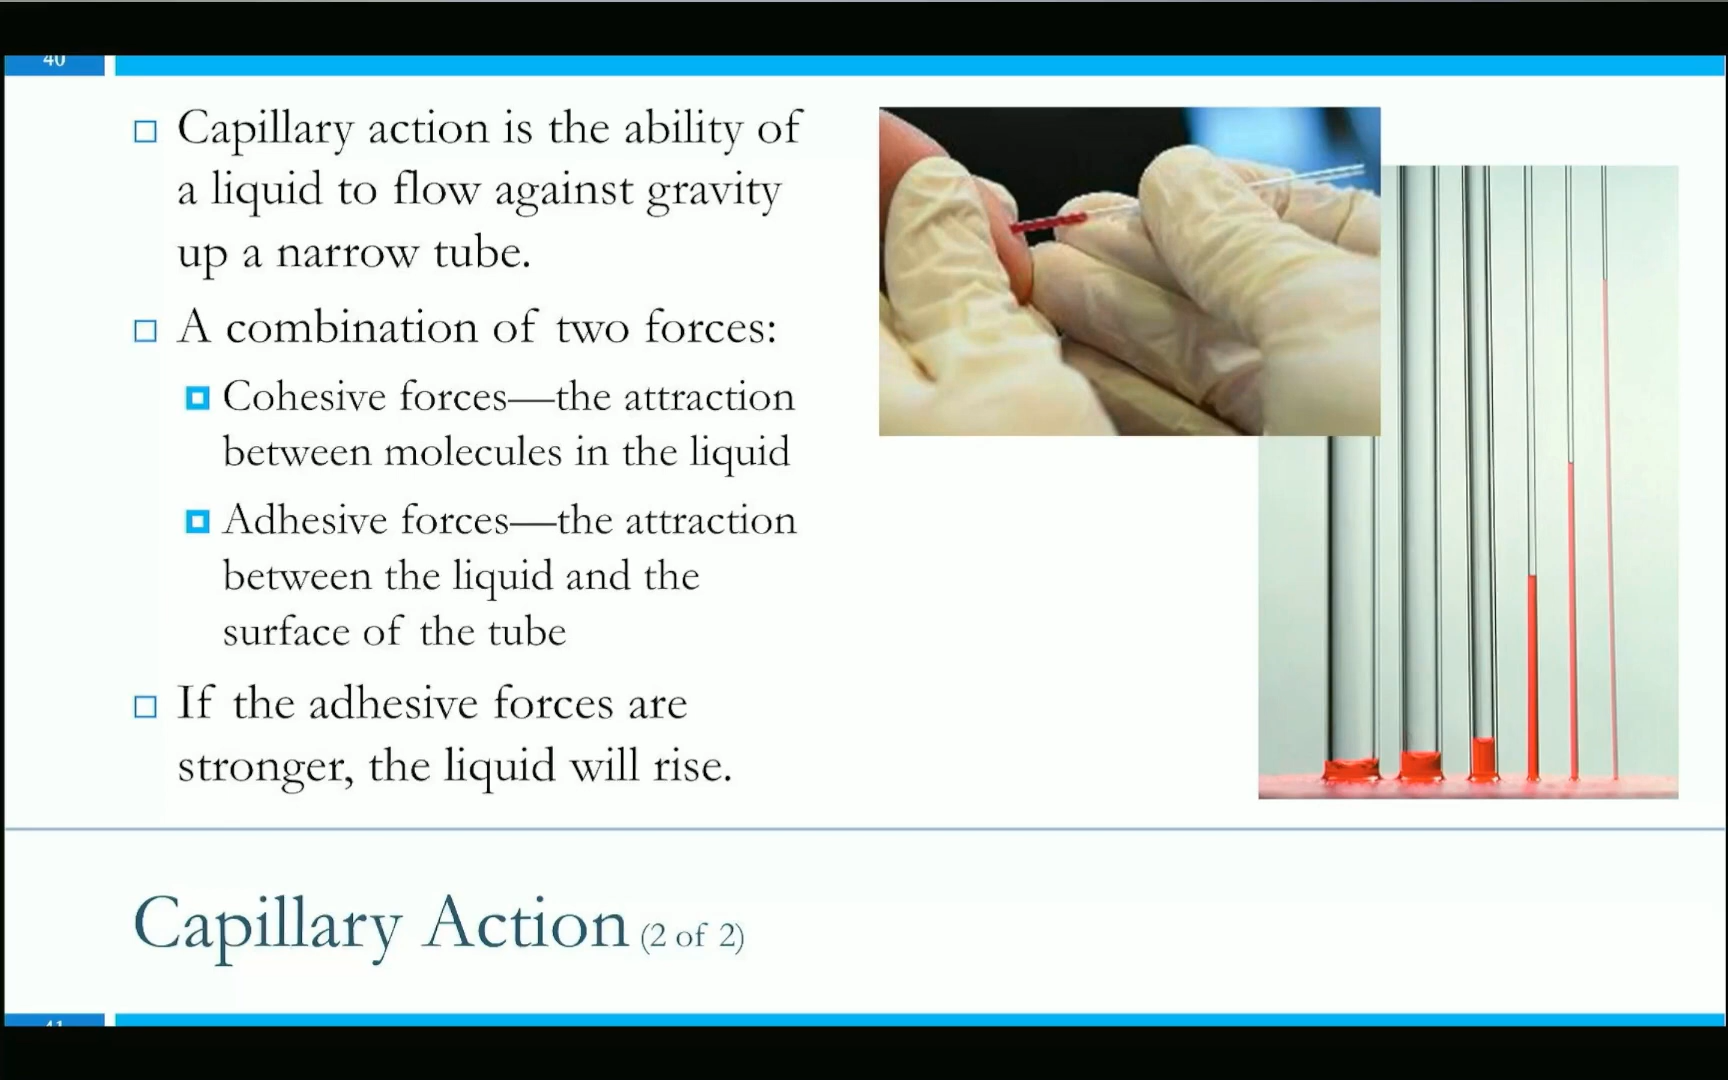 40
Capillary action is the ability of
a liquid to flow against gravity
up a narrow tube.
A combination of two forces:
Cohesive forces—the attraction
between molecules in the liquid
Adhesive forces—the attraction
between the liquid and the
surface of the tube
If the adhesive forces are
stronger, the liquid will rise.
Capillary Action (2 of 2)
41